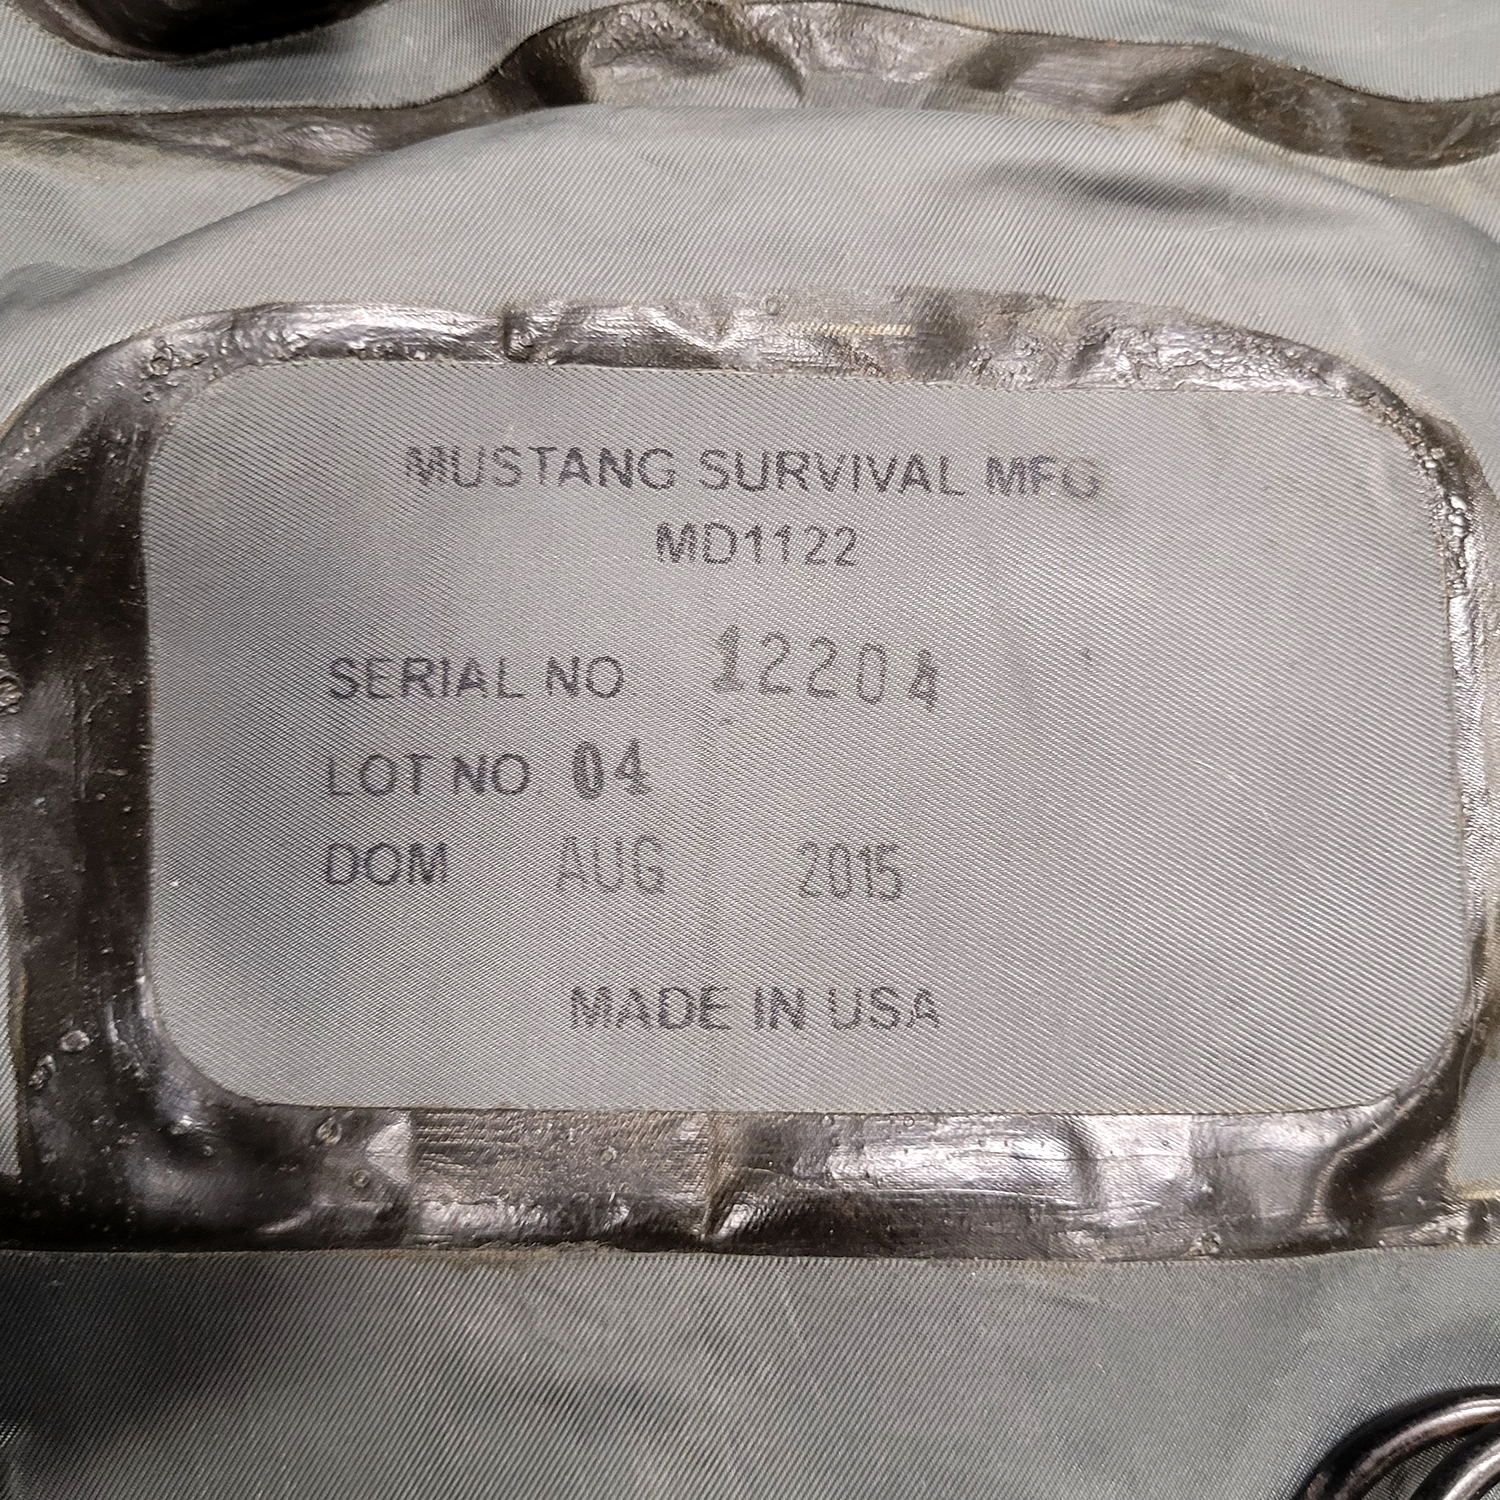 MUSTANG SURVIVAL MFG
MD1122
SERIAL NO 12204
LOT NO 04
DOM AUG 2015
MADE IN USA